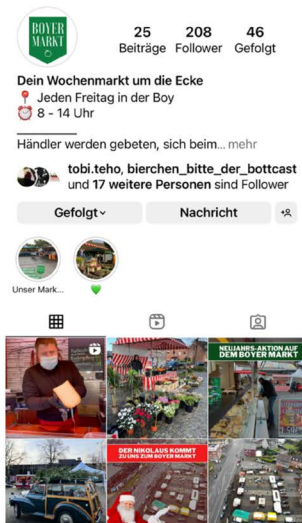 BOYER
MARKT
25
208
46
Beiträge
Follower
Gefolgt
Dein Wochenmarkt um die Ecke
📍 Jeden Freitag in der Boy
⏰ 8 - 14 Uhr
Händler werden gebeten, sich beim... mehr
tobi.teho, bierchen_bitte_der_bottcast
und 17 weitere Personen sind Follower
Gefolgt
Nachricht
Unser Mark...
💚
NEUJAHRS-AKTION AUF
DEM BOYER MARKT
DER NIKOLAUS KOMMT
ZU UNS ZUM BOYER MARKT